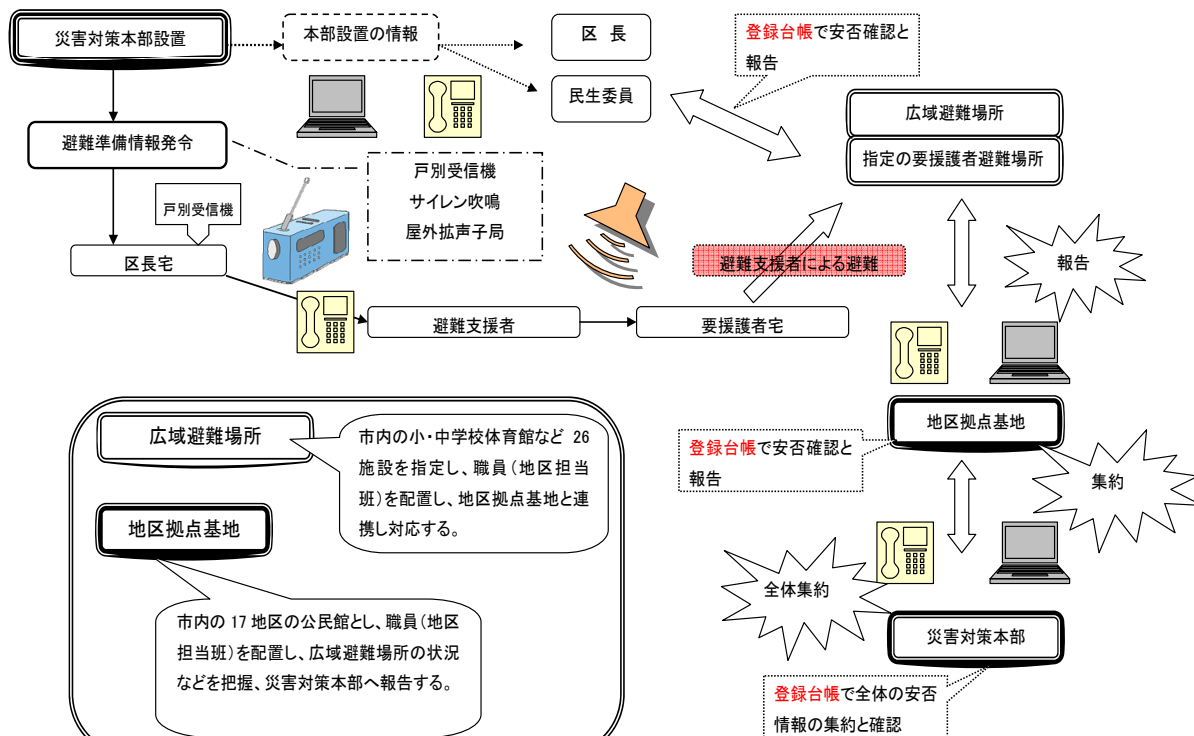 災害対策本部設置
本部設置の情報
区 長
民生委員
登録台帳で安否確認と
報告
広域避難場所
指定の要援護者避難場所
避難準備情報発令
戸別受信機
サイレン吹鳴
屋外拡声子局
戸別受信機
区長宅
避難支援者による避難
報告
避難支援者
要援護者宅
地区拠点基地
登録台帳で安否確認と
報告
集約
全体集約
災害対策本部
登録台帳で全体の安否
情報の集約と確認
広域避難場所
市内の小・中学校体育館など 26
施設を指定し、職員（地区担当
班）を配置し、地区拠点基地と連
携し対応する。
地区拠点基地
市内の 17 地区の公民館とし、職員（地区
担当班）を配置し、広域避難場所の状況
などを把握、災害対策本部へ報告する。